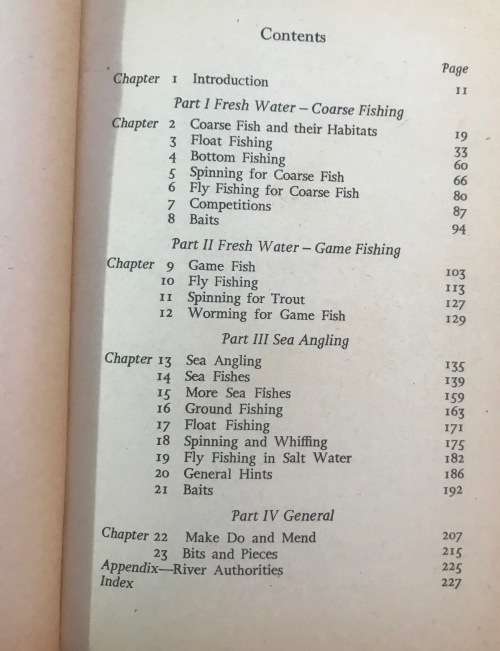 Contents
Page
Chapter 1 Introduction 11
Part I Fresh Water – Coarse Fishing
Chapter 2 Coarse Fish and their Habitats 19
3 Float Fishing 33
4 Bottom Fishing 60
5 Spinning for Coarse Fish 66
6 Fly Fishing for Coarse Fish 80
7 Competitions 87
8 Baits 94
Part II Fresh Water – Game Fishing
Chapter 9 Game Fish 103
10 Fly Fishing 113
11 Spinning for Trout 127
12 Worming for Game Fish 129
Part III Sea Angling
Chapter 13 Sea Angling 135
14 Sea Fishes 139
15 More Sea Fishes 159
16 Ground Fishing 163
17 Float Fishing 171
18 Spinning and Whiffing 175
19 Fly Fishing in Salt Water 182
20 General Hints 186
21 Baits 192
Part IV General
Chapter 22 Make Do and Mend 207
23 Bits and Pieces 215
Appendix—River Authorities 225
Index 227